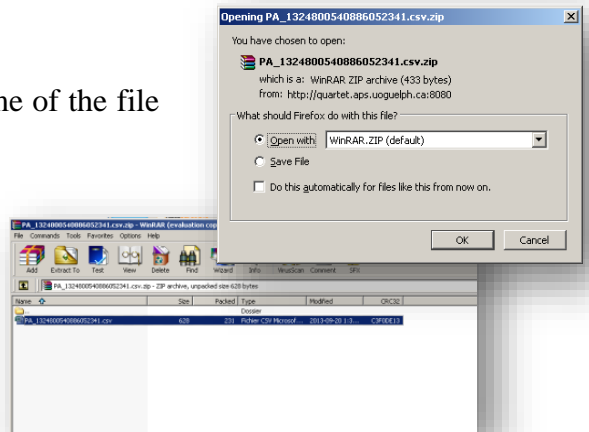 Opening PA_1324800540886052341.csv.zip
You have chosen to open:
PA_1324800540886052341.csv.zip
which is a: WinRAR ZIP archive (433 bytes)
from: http://quartet.aps.uoguelph.ca:8080
What should Firefox do with this file?
Open with WinRAR.ZIP (default)
Save File
Do this automatically for files like this from now on.
OK Cancel
ne of the file
PA_1324800540886052341.csv.zip - WinRAR (evaluation cop
File Commands Tools Favorites Options Help
Add Extract To Test View Delete Find Wizard Info VirusScan Comment SFX
PA_1324800540886052341.csv.zip - ZIP archive, unpacked size 628 bytes
Name Size Packed Type Modified CRC32
..
Dossier
PA_1324800540886052341.csv 628 231 Fichier CSV Microsof... 2013-09-20 1:3... C3F0DE13